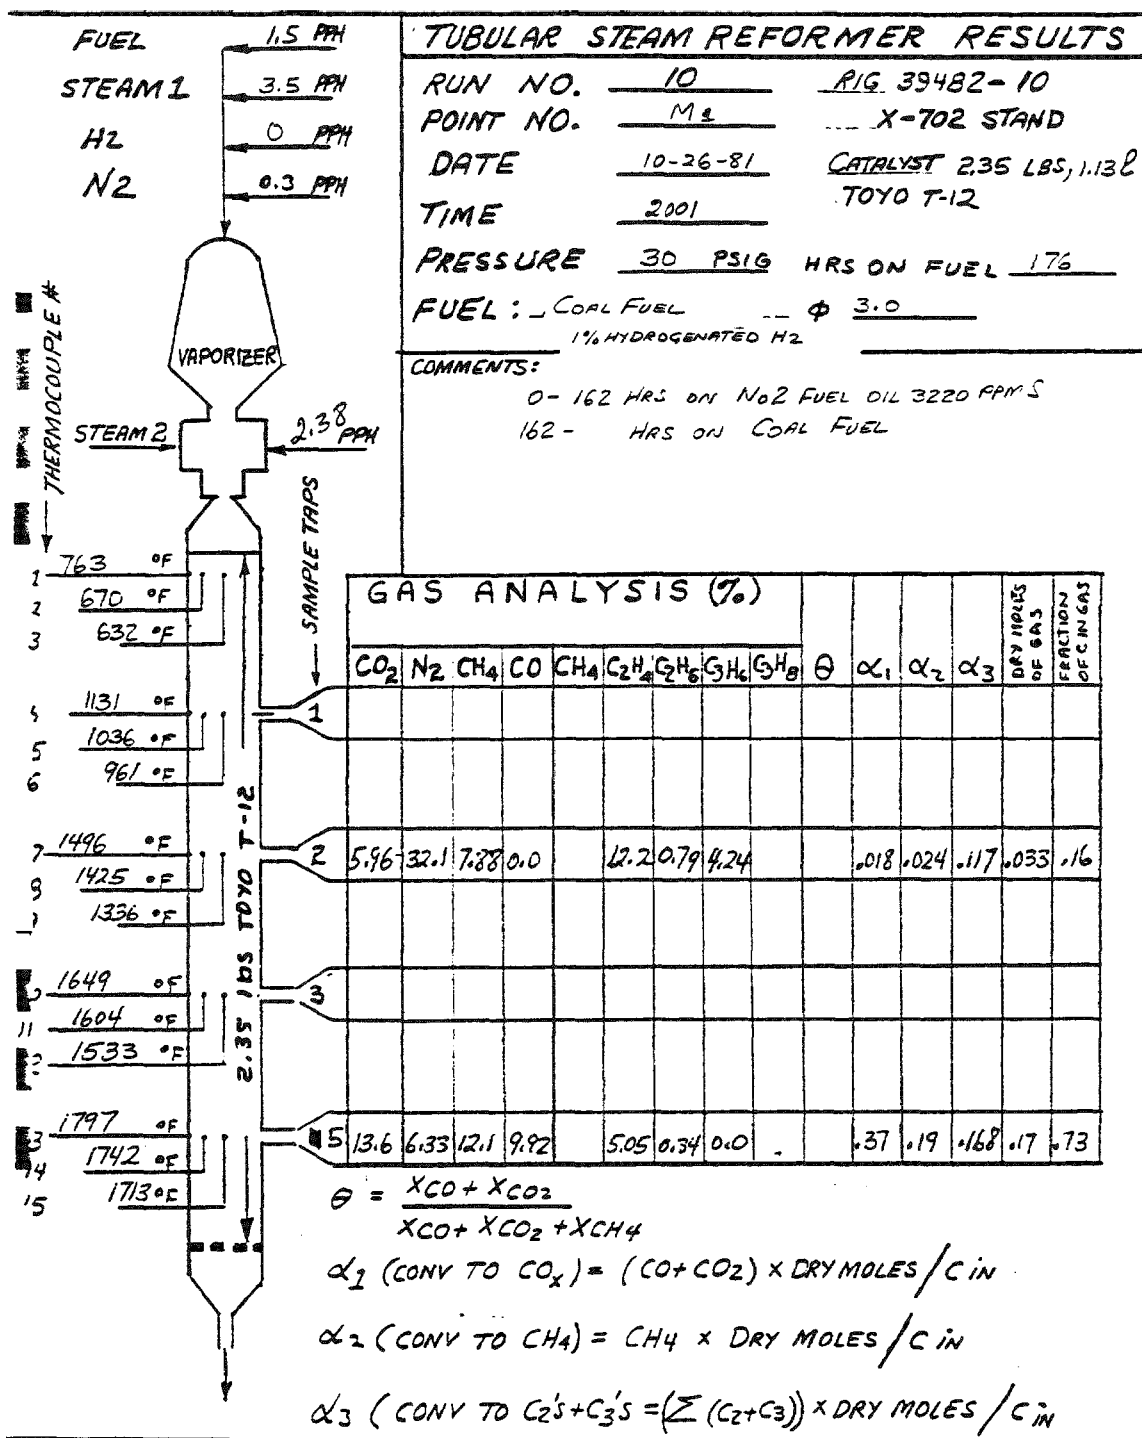 FUEL 1.5 PPH
STEAM 1 3.5 PPH
H2 0 PPH
N2 0.3 PPH
TUBULAR STEAM REFORMER RESULTS
RUN NO. 10 RIG 39482-10
POINT NO. X-702 STAND
DATE 10-26-81 CATALYST 2.35 LBS, 1.13ℓ
TIME 2001 TOYO T-12
PRESSURE 30 PSIG HRS ON FUEL 176
FUEL: COAL FUEL ϕ 3.0
1% HYDROGENATED H2
COMMENTS:
0-162 HRS ON No2 FUEL OIL 3220 PPM S
162- HRS ON COAL FUEL
VAPORIZER
STEAM 2 2.38 PPH
THERMOCOUPLE #
SAMPLE TAPS
2.35 lbs TOYO T-12
1 763 °F
2 670 °F
3 632 °F
1131 °F
5 1036 °F
6 961 °F
7 1496 °F
8 1425 °F
1336 °F
1649 °F
11 1604 °F
1533 °F
1797 °F
14 1742 °F
15 1713 °F
GAS ANALYSIS (%)
CO2 N2 CH4 CO CH4 C2H4 C2H6 C3H6 C3H8 θ α1 α2 α3 DRY MOLES OF GAS FRACTION OF C IN GAS
1
2 5.96 32.1 7.88 0.0 12.2 0.79 4.24 .018 .024 .117 .033 .16
3
5 13.6 6.33 12.1 9.92 5.05 0.34 0.0 .37 .19 .168 .17 .73
θ = XCO + XCO2
XCO + XCO2 + XCH4
α1 (CONV TO COx) = (CO + CO2) × DRY MOLES / C IN
α2 (CONV TO CH4) = CH4 × DRY MOLES / C IN
α3 (CONV TO C2's + C3's = (Σ (C2+C3)) × DRY MOLES / C IN